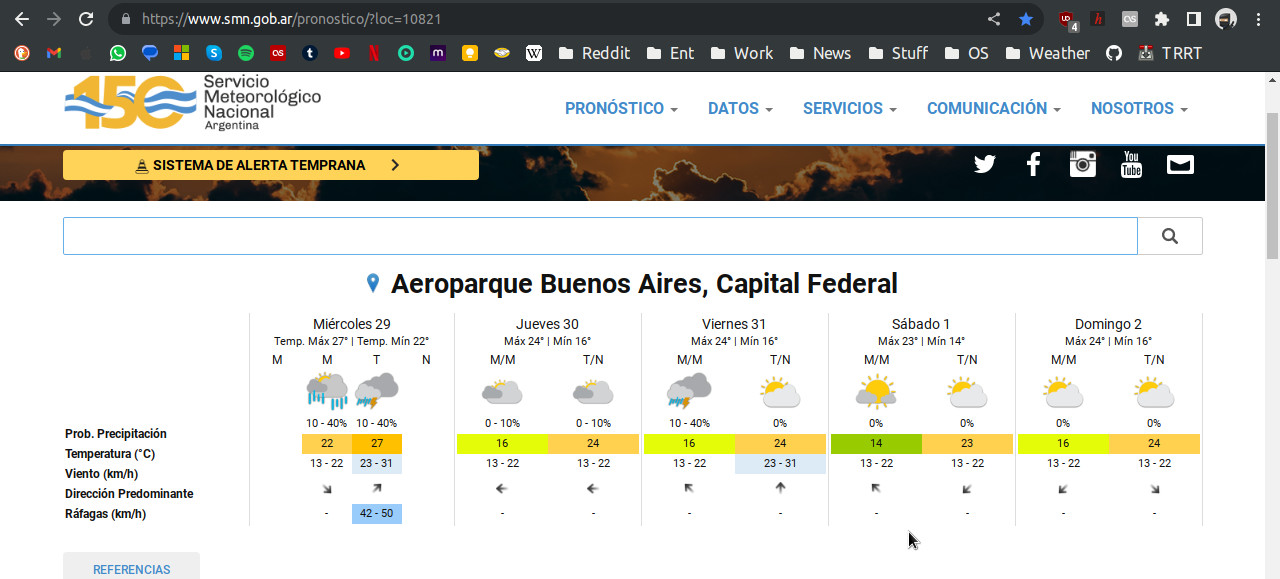 https://www.smn.gob.ar/pronostico/?loc=10821
4
Reddit Ent Work News Stuff OS Weather TRRT
150 Servicio
Meteorológico
Nacional
Argentina
PRONÓSTICO DATOS SERVICIOS COMUNICACIÓN NOSOTROS
SISTEMA DE ALERTA TEMPRANA
You
Tube
Aeroparque Buenos Aires, Capital Federal
Miércoles 29 Jueves 30 Viernes 31 Sábado 1 Domingo 2
Temp. Máx 27° | Temp. Mín 22° Máx 24° | Mín 16° Máx 24° | Mín 16° Máx 23° | Mín 14° Máx 24° | Mín 16°
M M T N M/M T/N M/M T/N M/M T/N M/M T/N
10 - 40% 10 - 40% 0 - 10% 0 - 10% 10 - 40% 0% 0% 0% 0% 0%
Prob. Precipitación
22 27 16 24 16 24 14 23 16 24
Temperatura (°C)
13 - 22 23 - 31 13 - 22 13 - 22 13 - 22 23 - 31 13 - 22 13 - 22 13 - 22 13 - 22
Viento (km/h)
Dirección Predominante
Ráfagas (km/h) - 42 - 50 - - - - - - - -
REFERENCIAS